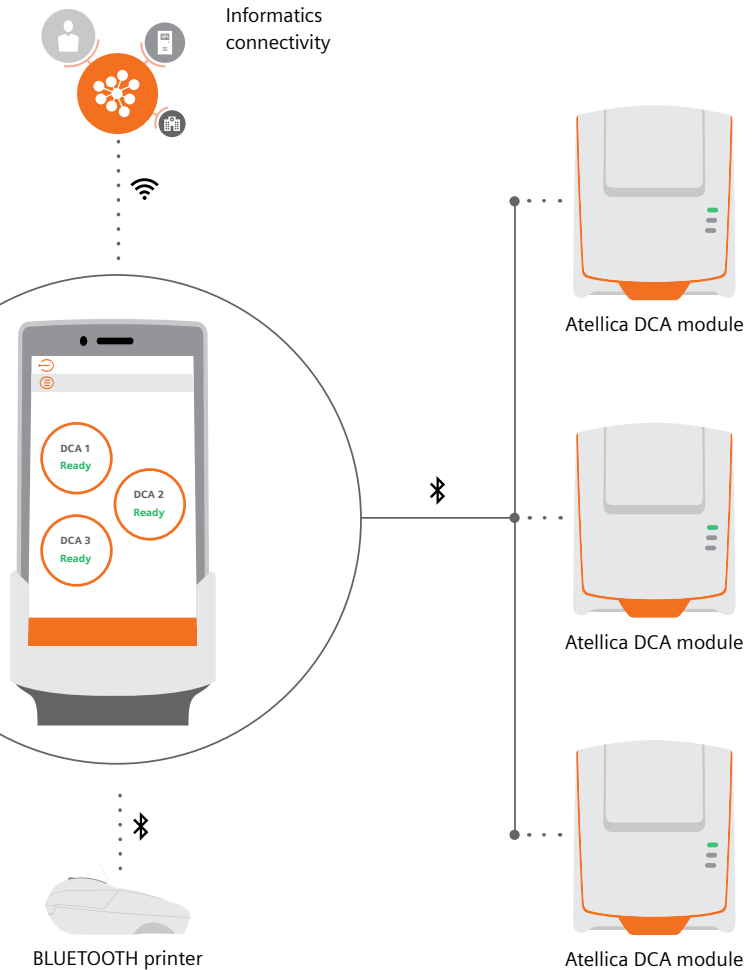 Informatics
connectivity
Atellica DCA module
DCA 1
Ready
DCA 2
Ready
DCA 3
Ready
Atellica DCA module
BLUETOOTH printer
Atellica DCA module